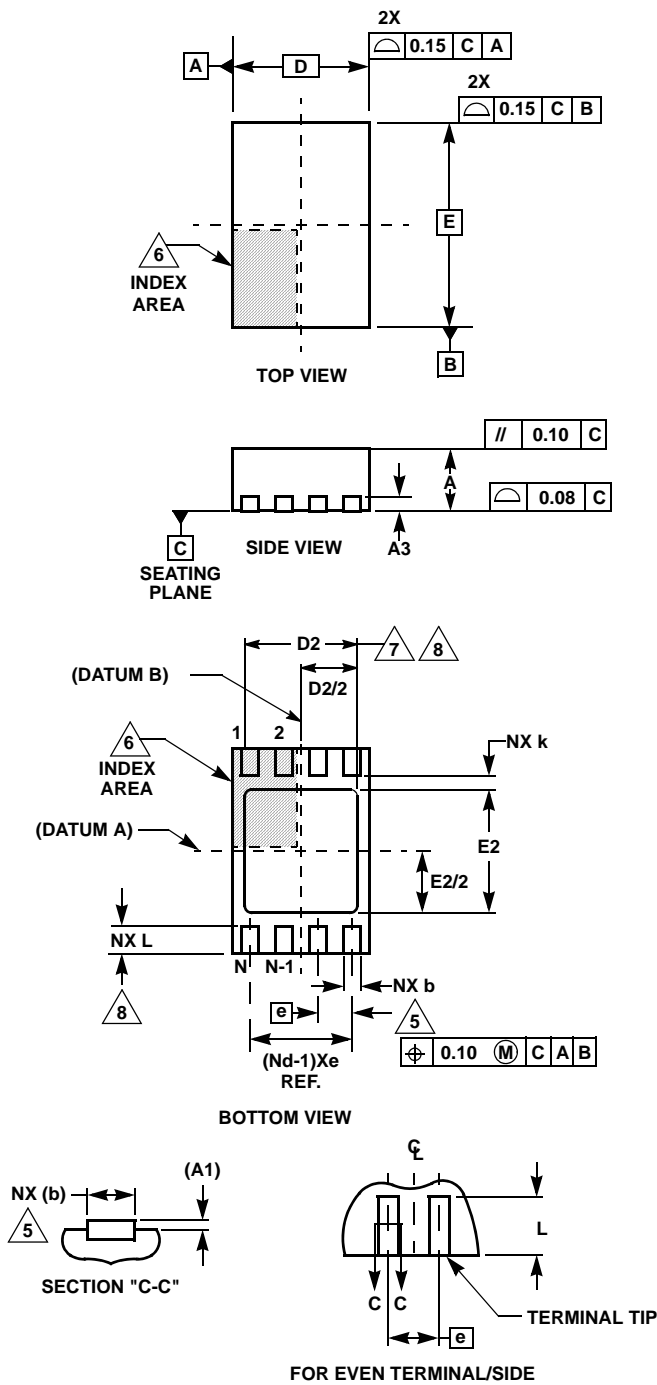 2X
⌓ 0.15 C A
A
D
2X
⌓ 0.15 C B
E
6
INDEX
AREA
B
TOP VIEW
// 0.10 C
A
⌓ 0.08 C
C
SIDE VIEW
A3
SEATING
PLANE
D2
7 8
(DATUM B)
D2/2
1 2
6
INDEX
AREA
NX k
(DATUM A)
E2
E2/2
NX L
N N-1
NX b
8
e
5
(Nd-1)Xe
REF.
⌖ 0.10 Ⓜ C A B
BOTTOM VIEW
(A1)
NX (b)
5
SECTION "C-C"
℄
L
C C
TERMINAL TIP
e
FOR EVEN TERMINAL/SIDE